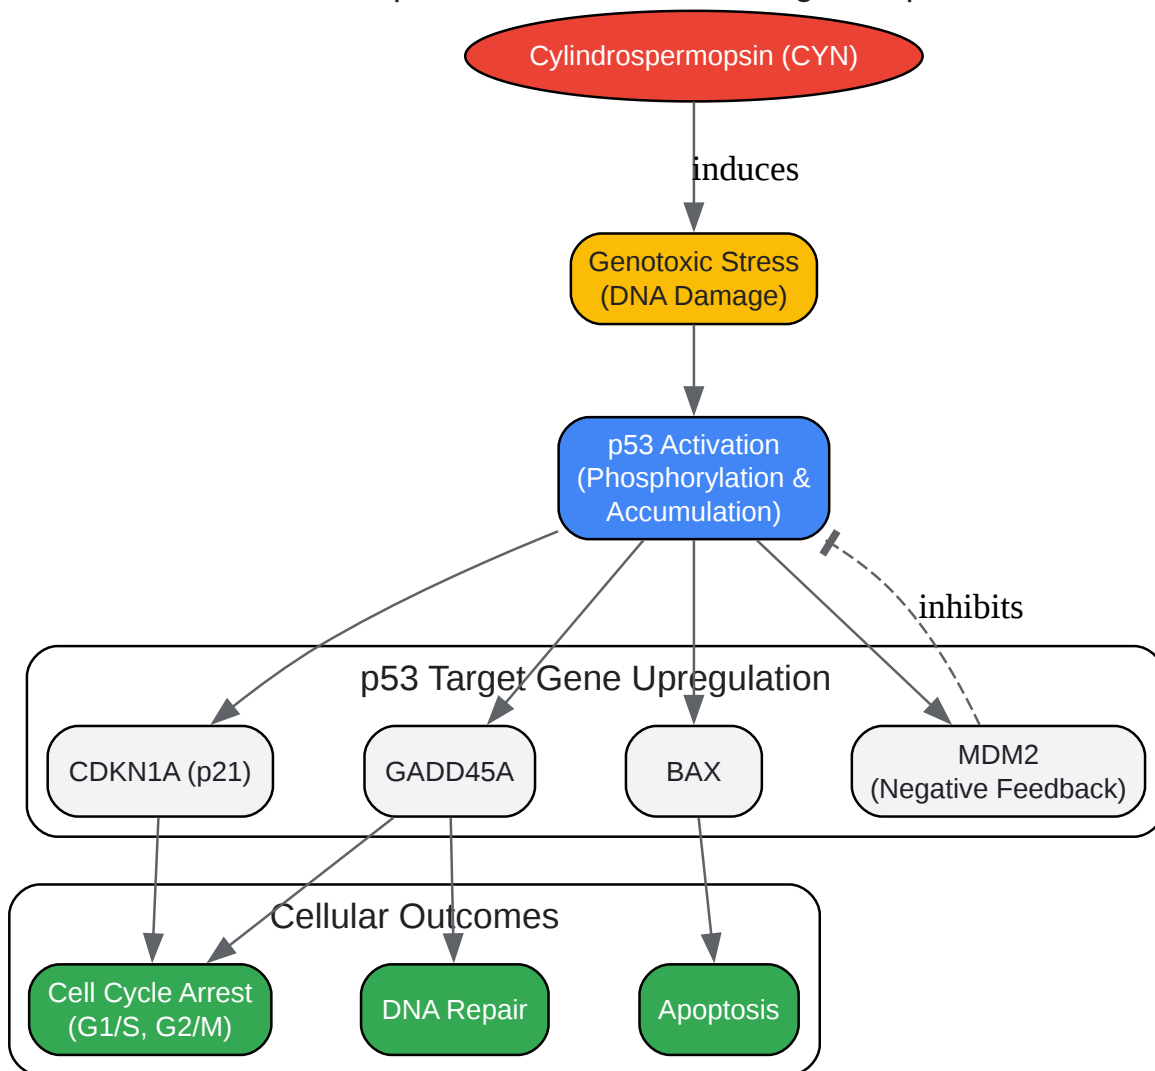 Cylindrospermopsin (CYN)
induces
Genotoxic Stress
(DNA Damage)
p53 Activation
(Phosphorylation &
Accumulation)
inhibits
p53 Target Gene Upregulation
CDKN1A (p21)
GADD45A
BAX
MDM2
(Negative Feedback)
Cellular Outcomes
Cell Cycle Arrest
(G1/S, G2/M)
DNA Repair
Apoptosis